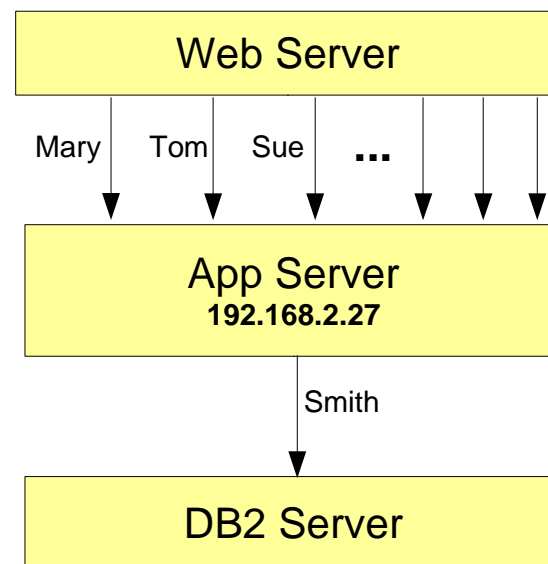 Web Server
Mary Tom Sue ...
App Server
192.168.2.27
Smith
DB2 Server